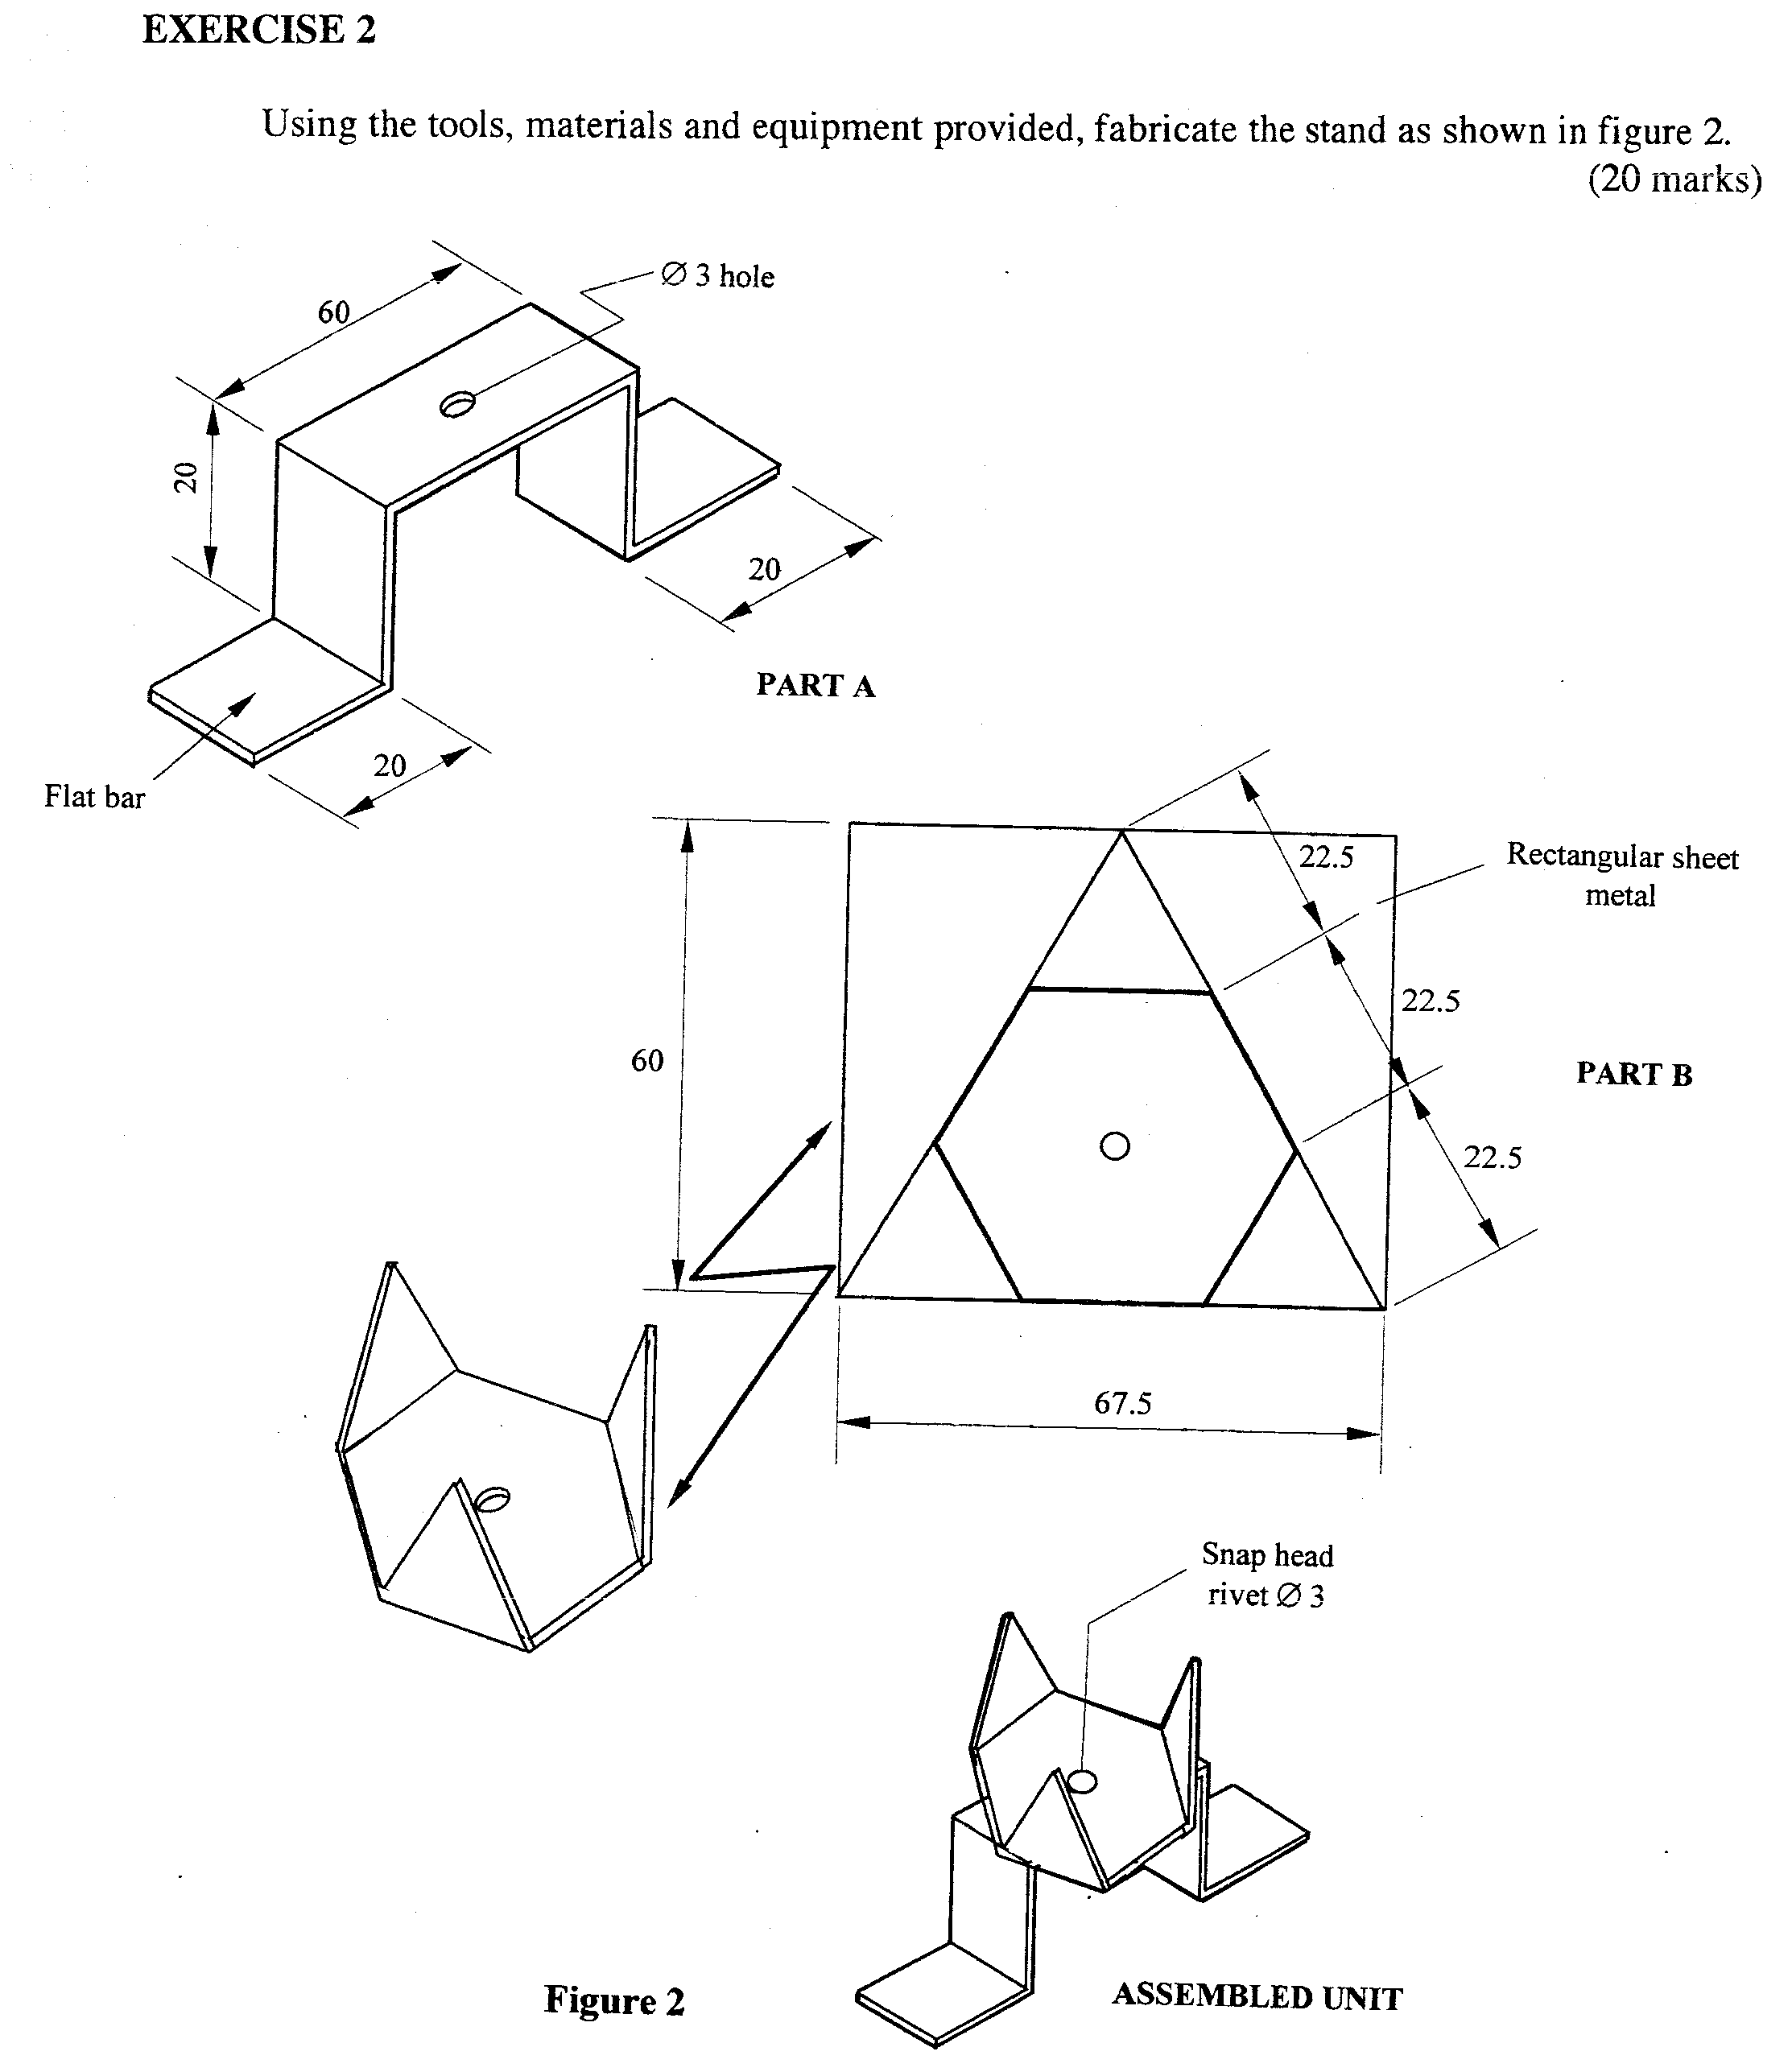 EXERCISE 2
Using the tools, materials and equipment provided, fabricate the stand as shown in figure 2.
(20 marks)
Ø 3 hole
60
20
20
PART A
20
Flat bar
22.5
Rectangular sheet
metal
22.5
60
PART B
22.5
67.5
Snap head
rivet Ø 3
Figure 2
ASSEMBLED UNIT